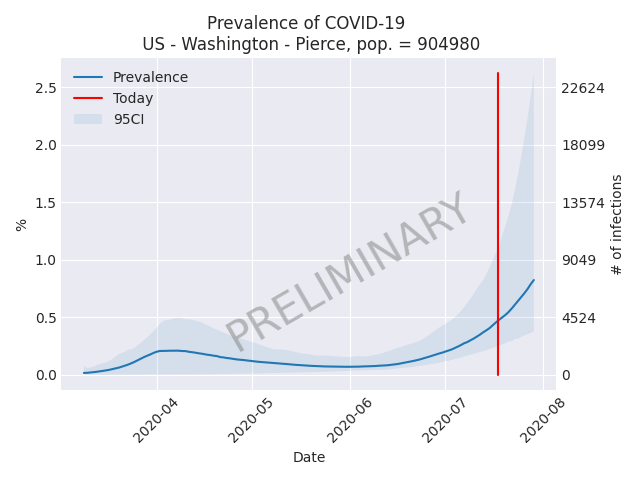 Prevalence of COVID-19
US - Washington - Pierce, pop. = 904980
Prevalence
Today
95CI
2.5
2.0
1.5
1.0
0.5
0.0
%
22624
18099
13574
9049
4524
0
# of infections
PRELIMINARY
2020-04
2020-05
2020-06
2020-07
2020-08
Date